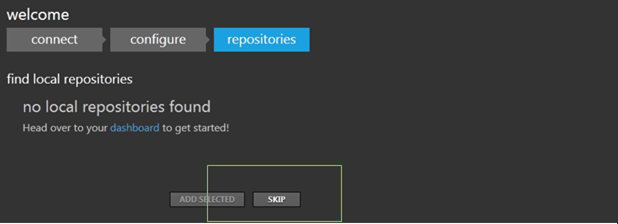 welcome
connect configure repositories
find local repositories
no local repositories found
Head over to your dashboard to get started!
ADD SELECTED SKIP